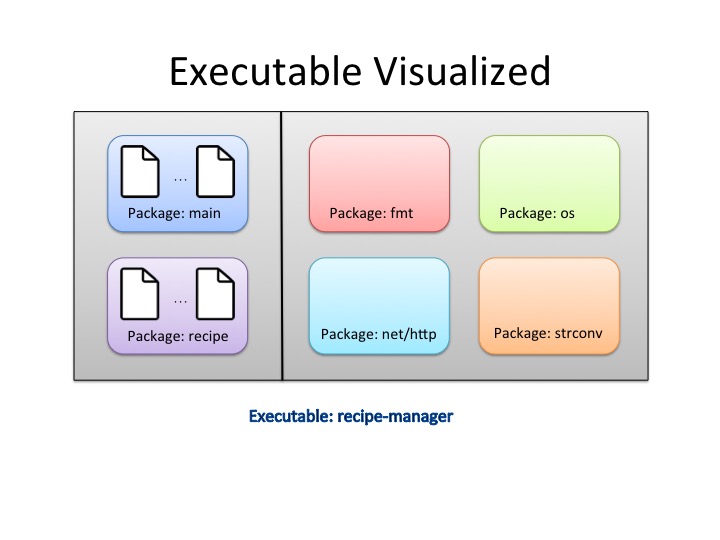 Executable Visualized
...
Package: main
Package: fmt
Package: os
...
Package: recipe
Package: net/http
Package: strconv
Executable: recipe-manager